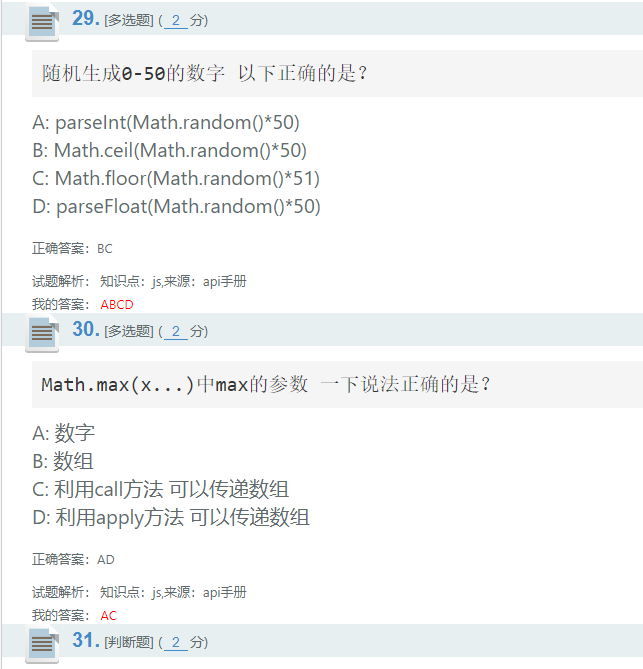 29. [多选题] ( 2 分)
随机生成0-50的数字 以下正确的是?
A: parseInt(Math.random()*50)
B: Math.ceil(Math.random()*50)
C: Math.floor(Math.random()*51)
D: parseFloat(Math.random()*50)
正确答案：BC
试题解析： 知识点：js,来源：api手册
我的答案： ABCD
30. [多选题] ( 2 分)
Math.max(x...)中max的参数 一下说法正确的是?
A: 数字
B: 数组
C: 利用call方法 可以传递数组
D: 利用apply方法 可以传递数组
正确答案：AD
试题解析： 知识点：js,来源：api手册
我的答案： AC
31. [判断题] ( 2 分)